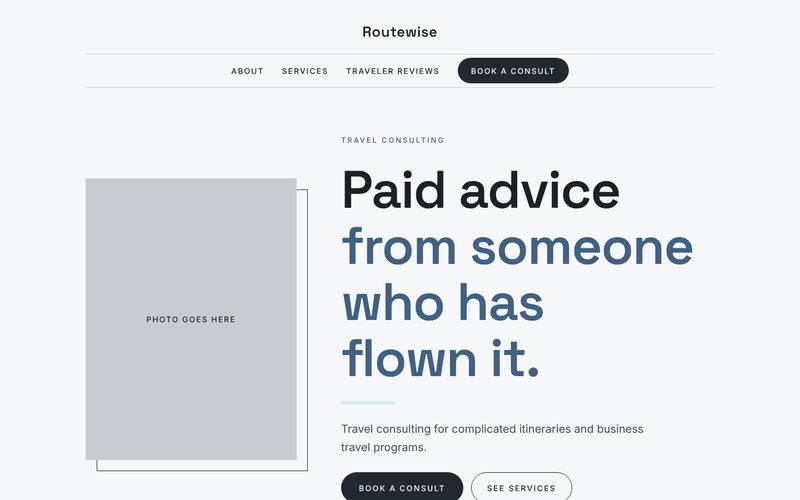 Routewise
ABOUT SERVICES TRAVELER REVIEWS BOOK A CONSULT
TRAVEL CONSULTING
Paid advice
from someone
who has
flown it.
PHOTO GOES HERE
Travel consulting for complicated itineraries and business
travel programs.
BOOK A CONSULT SEE SERVICES